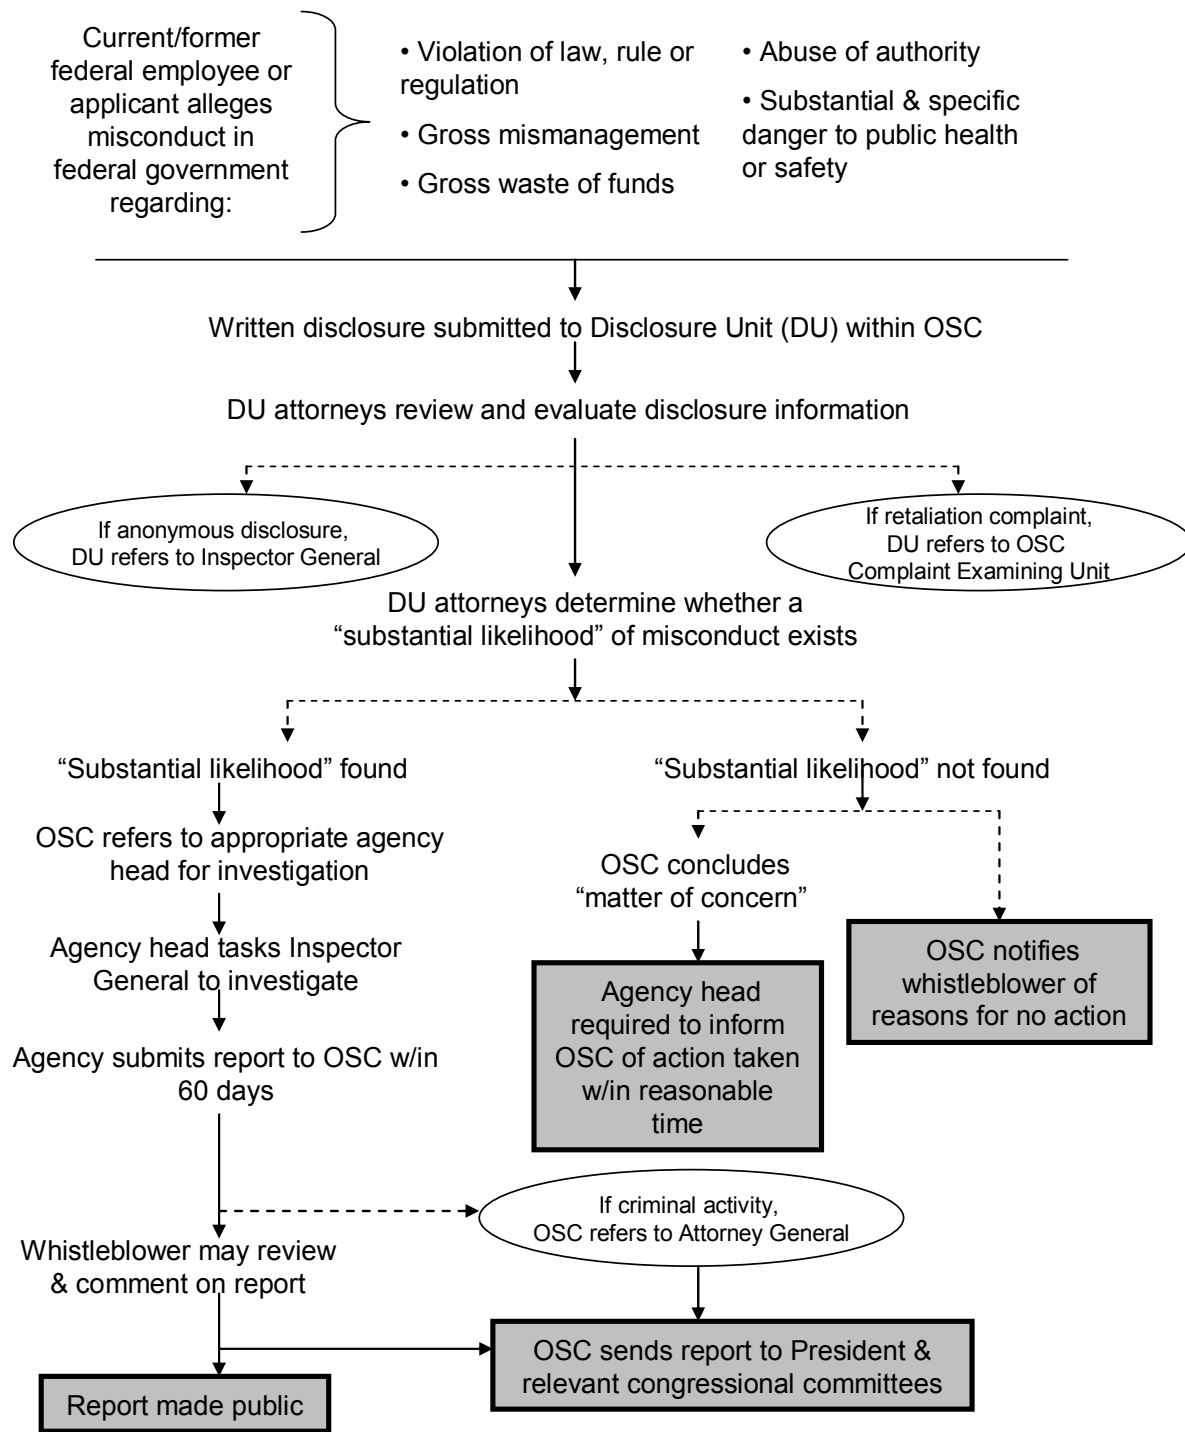 Current/former
federal employee or
applicant alleges
misconduct in
federal government
regarding:
• Violation of law, rule or
regulation
• Gross mismanagement
• Gross waste of funds
• Abuse of authority
• Substantial & specific
danger to public health
or safety
Written disclosure submitted to Disclosure Unit (DU) within OSC
DU attorneys review and evaluate disclosure information
If anonymous disclosure,
DU refers to Inspector General
If retaliation complaint,
DU refers to OSC
Complaint Examining Unit
DU attorneys determine whether a
“substantial likelihood” of misconduct exists
“Substantial likelihood” found
OSC refers to appropriate agency
head for investigation
Agency head tasks Inspector
General to investigate
Agency submits report to OSC w/in
60 days
“Substantial likelihood” not found
OSC concludes
“matter of concern”
Agency head
required to inform
OSC of action taken
w/in reasonable
time
OSC notifies
whistleblower of
reasons for no action
If criminal activity,
OSC refers to Attorney General
Whistleblower may review
& comment on report
OSC sends report to President &
relevant congressional committees
Report made public